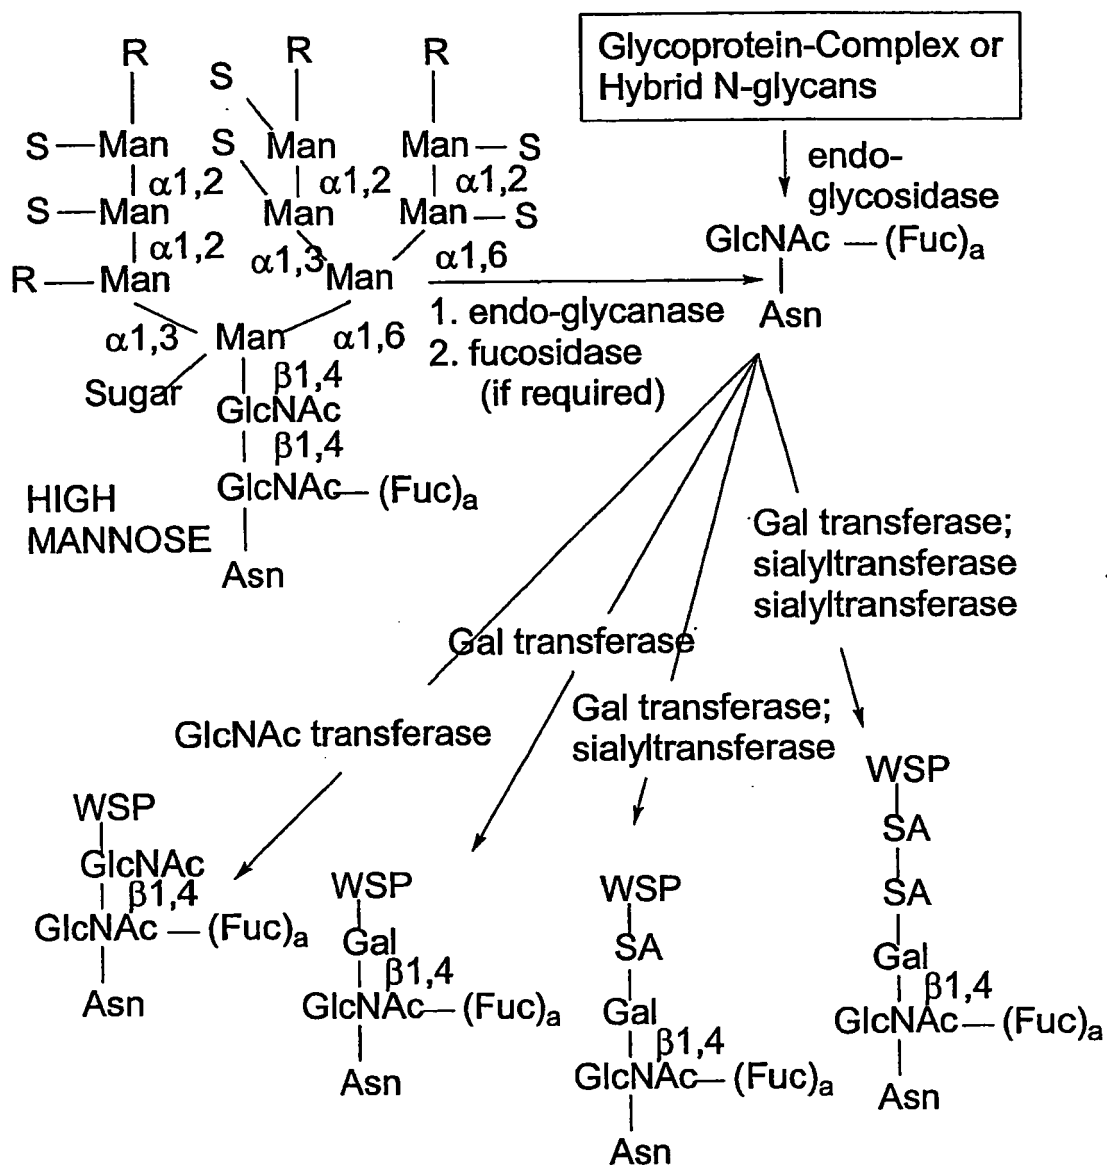 R
R
R
S
Glycoprotein-Complex or
Hybrid N-glycans
S—Man
S
Man
Man—S
α1,2
α1,2
α1,2
S—Man
Man
Man—S
endo-
glycosidase
α1,2
α1,3
α1,6
GlcNAc—(Fuc)a
R—Man
Man
Asn
α1,3
Man
α1,6
1. endo-glycanase
2. fucosidase
(if required)
Sugar
β1,4
GlcNAc
β1,4
GlcNAc—(Fuc)a
HIGH
MANNOSE
Asn
Gal transferase;
sialyltransferase
sialyltransferase
Gal transferase
Gal transferase;
sialyltransferase
GlcNAc transferase
WSP
GlcNAc
β1,4
GlcNAc—(Fuc)a
Asn
WSP
Gal
β1,4
GlcNAc—(Fuc)a
Asn
WSP
SA
Gal
β1,4
GlcNAc—(Fuc)a
Asn
WSP
SA
SA
Gal
β1,4
GlcNAc—(Fuc)a
Asn